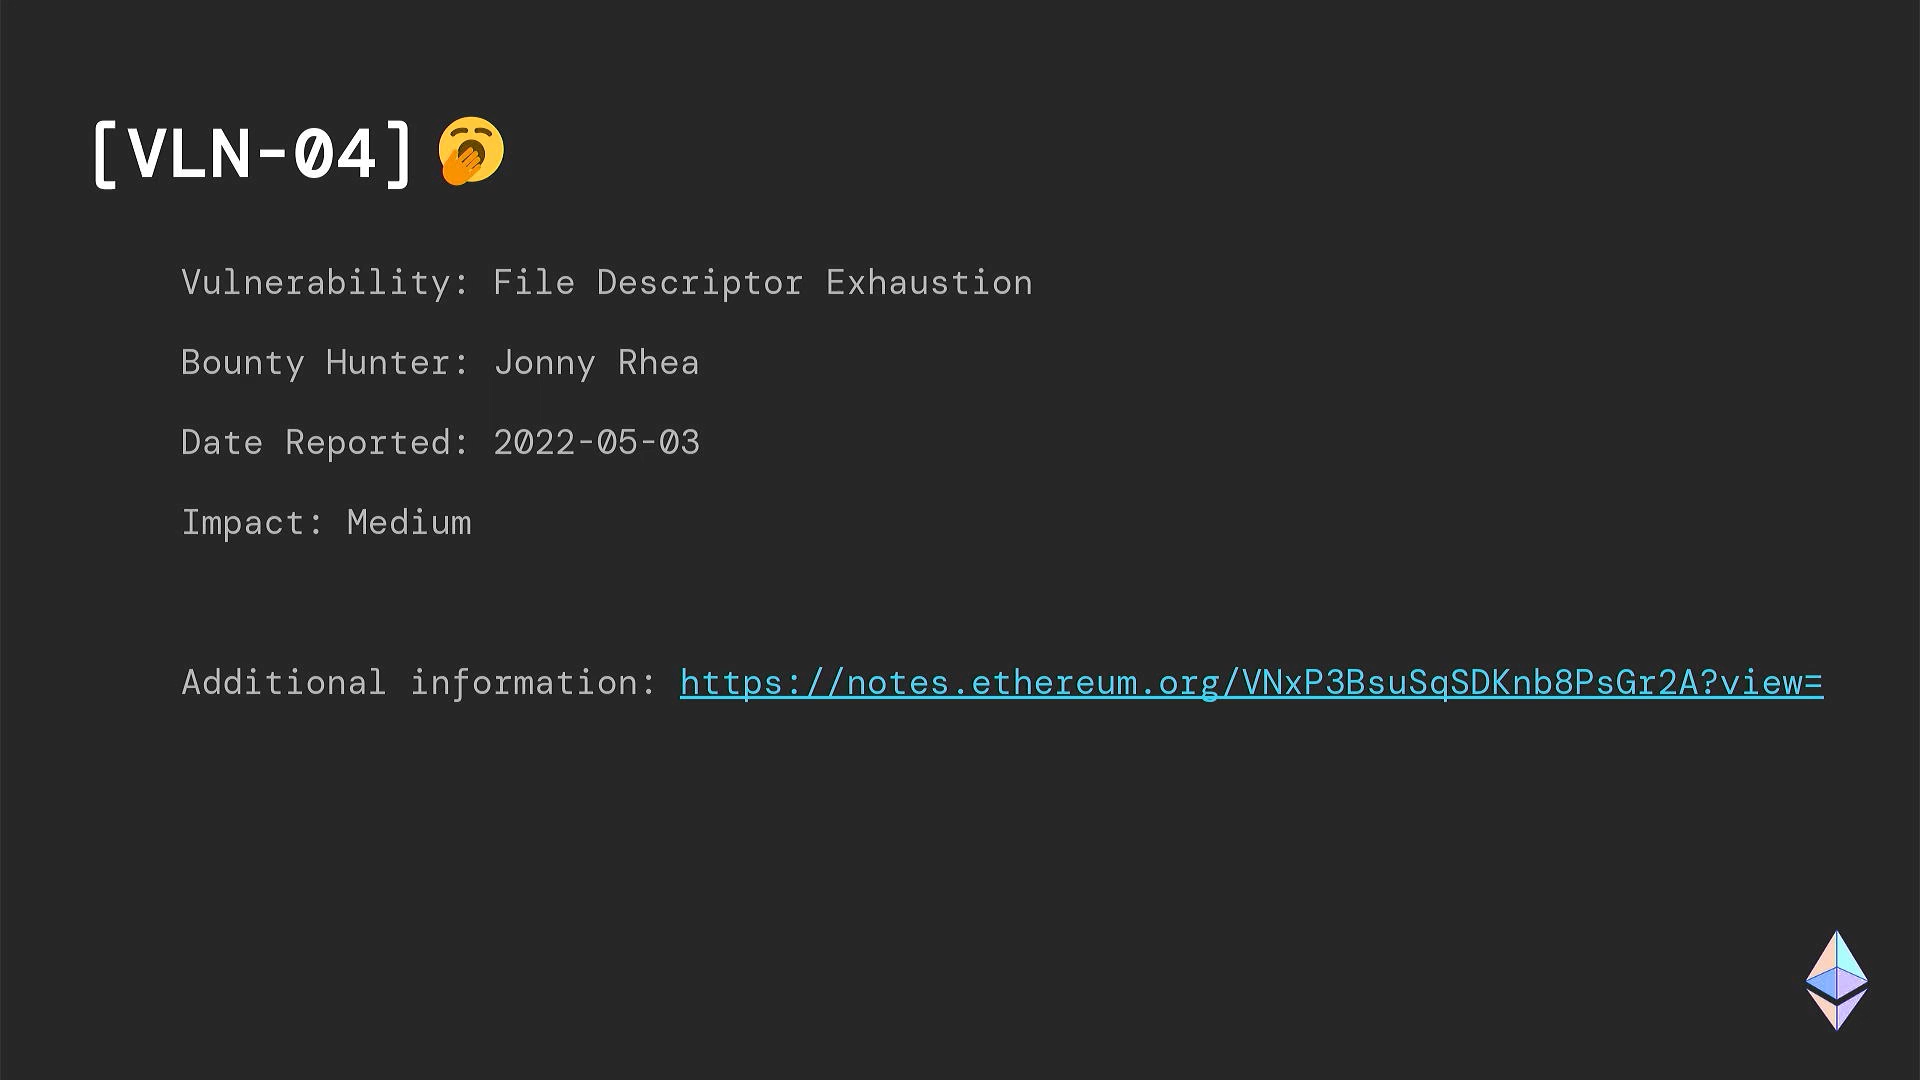 [VLN-04] 🥱
Vulnerability: File Descriptor Exhaustion
Bounty Hunter: Jonny Rhea
Date Reported: 2022-05-03
Impact: Medium
Additional information: https://notes.ethereum.org/VNxP3BsuSqSDKnb8PsGr2A?view=